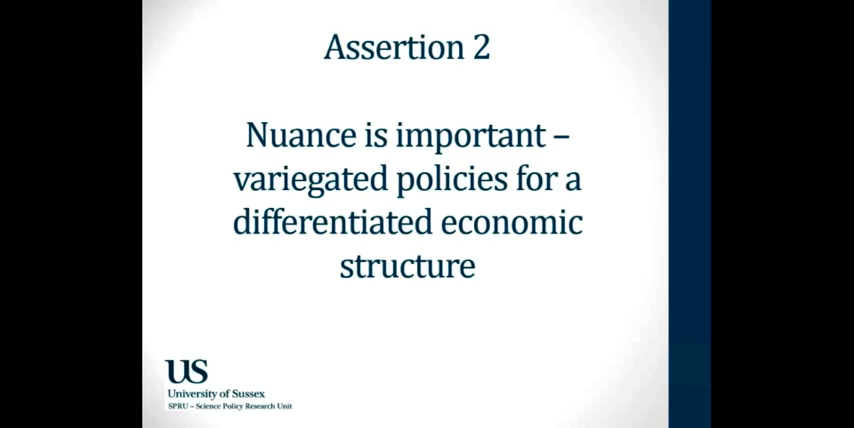 Assertion 2
Nuance is important –
variegated policies for a
differentiated economic
structure
US
University of Sussex
SPRU – Science Policy Research Unit